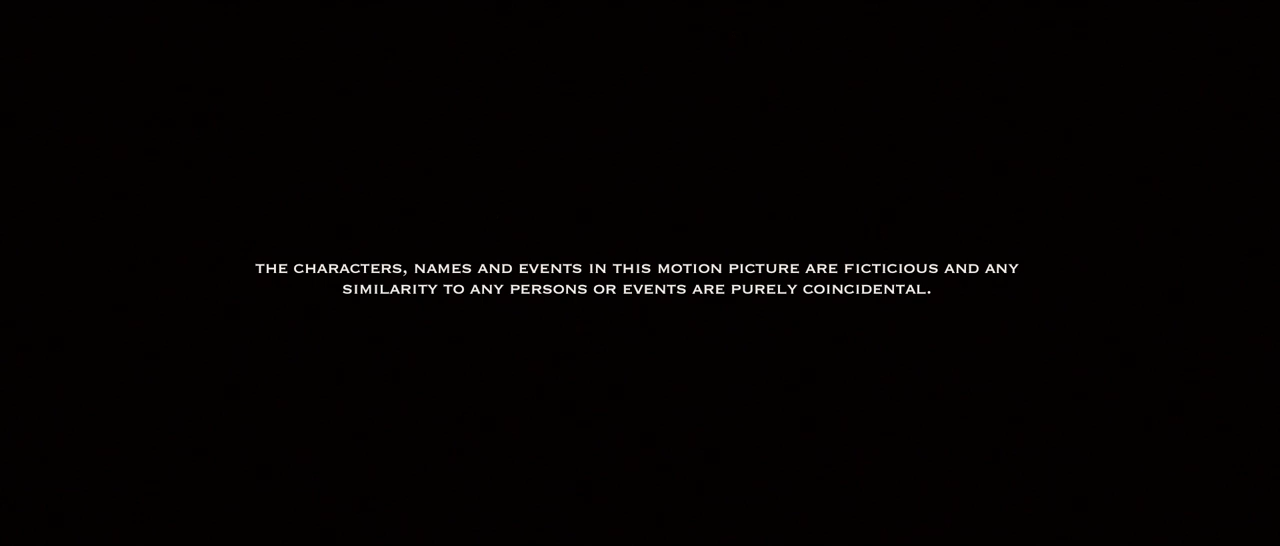 THE CHARACTERS, NAMES AND EVENTS IN THIS MOTION PICTURE ARE FICTICIOUS AND ANY
SIMILARITY TO ANY PERSONS OR EVENTS ARE PURELY COINCIDENTAL.